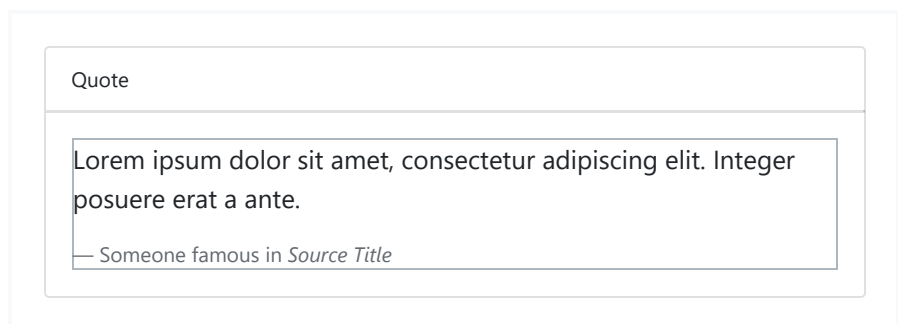 Quote
Lorem ipsum dolor sit amet, consectetur adipiscing elit. Integer
posuere erat a ante.
— Someone famous in Source Title